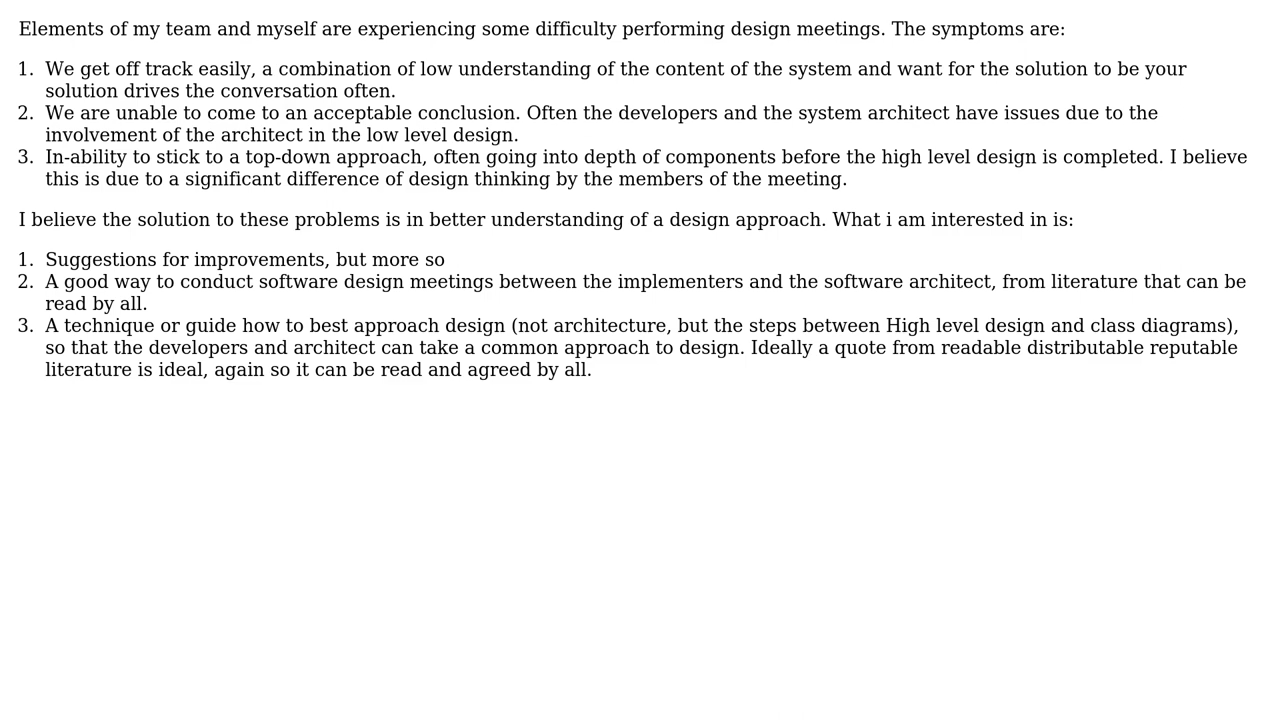 Elements of my team and myself are experiencing some difficulty performing design meetings. The symptoms are:
1. We get off track easily, a combination of low understanding of the content of the system and want for the solution to be your
solution drives the conversation often.
2. We are unable to come to an acceptable conclusion. Often the developers and the system architect have issues due to the
involvement of the architect in the low level design.
3. In-ability to stick to a top-down approach, often going into depth of components before the high level design is completed. I believe
this is due to a significant difference of design thinking by the members of the meeting.
I believe the solution to these problems is in better understanding of a design approach. What i am interested in is:
1. Suggestions for improvements, but more so
2. A good way to conduct software design meetings between the implementers and the software architect, from literature that can be
read by all.
3. A technique or guide how to best approach design (not architecture, but the steps between High level design and class diagrams),
so that the developers and architect can take a common approach to design. Ideally a quote from readable distributable reputable
literature is ideal, again so it can be read and agreed by all.